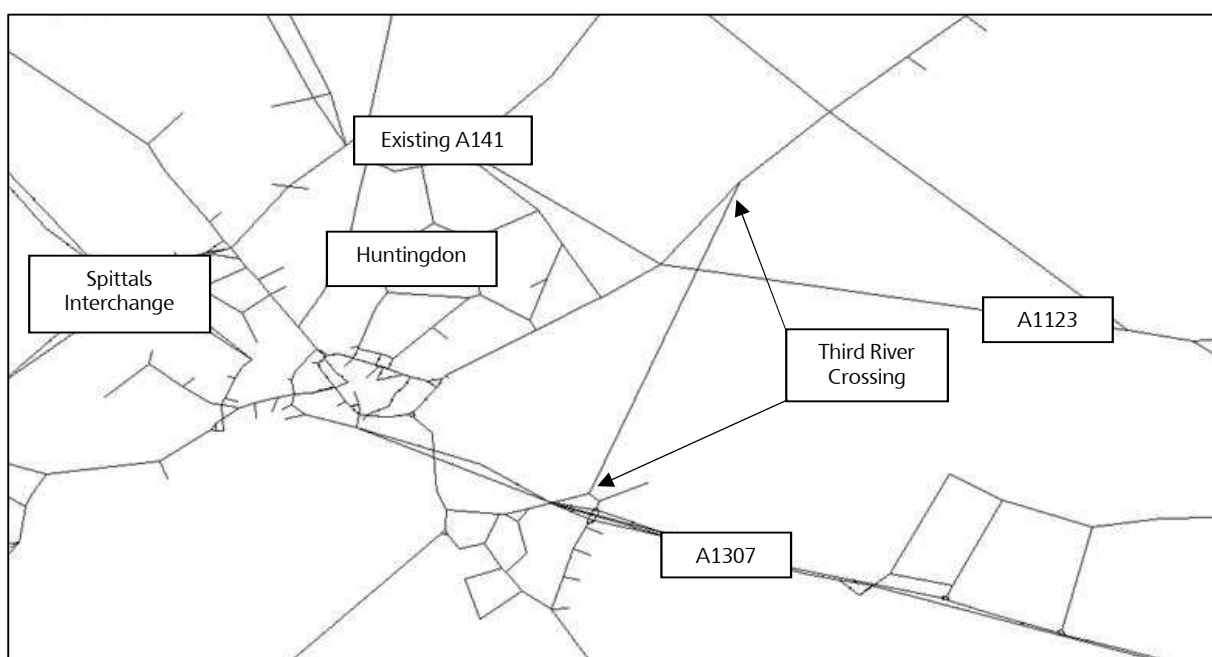 Existing A141
Huntingdon
Spittals
Interchange
A1123
Third River
Crossing
A1307